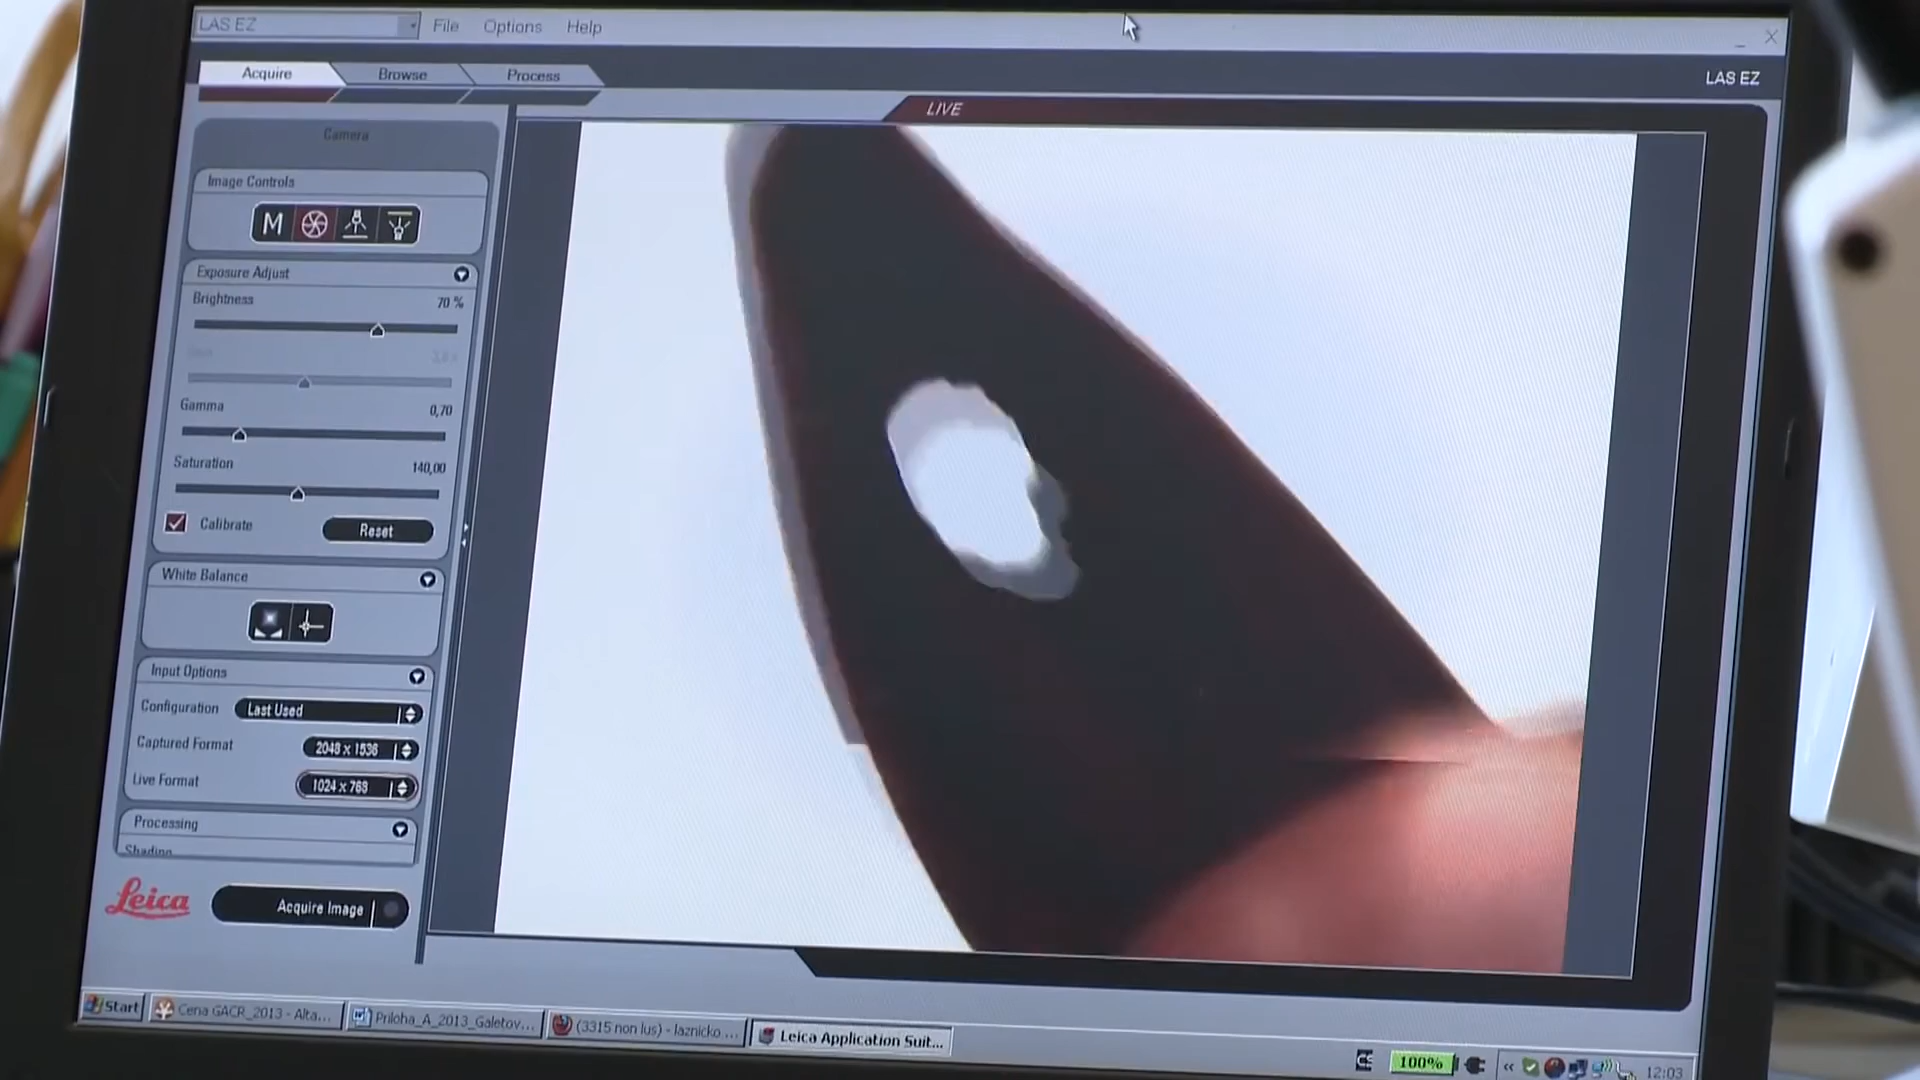 LAS EZ
File Options Help
Acquire Browse Process
LAS EZ
LIVE
Camera
Image Controls
M
Exposure Adjust
Brightness 70 %
Gamma 0,70
Saturation 140,00
Calibrate Reset
White Balance
Input Options
Configuration Last Used
Captured Format 2048 x 1536
Live Format 1024 x 768
Processing
Shading
Leica
Acquire Image
Start
Cena GACR_2013 - Alta...
Priloha_A_2013_Galetov...
(3315 non lus) - laznicko ...
Leica Application Suit...
CS
100%
12:03